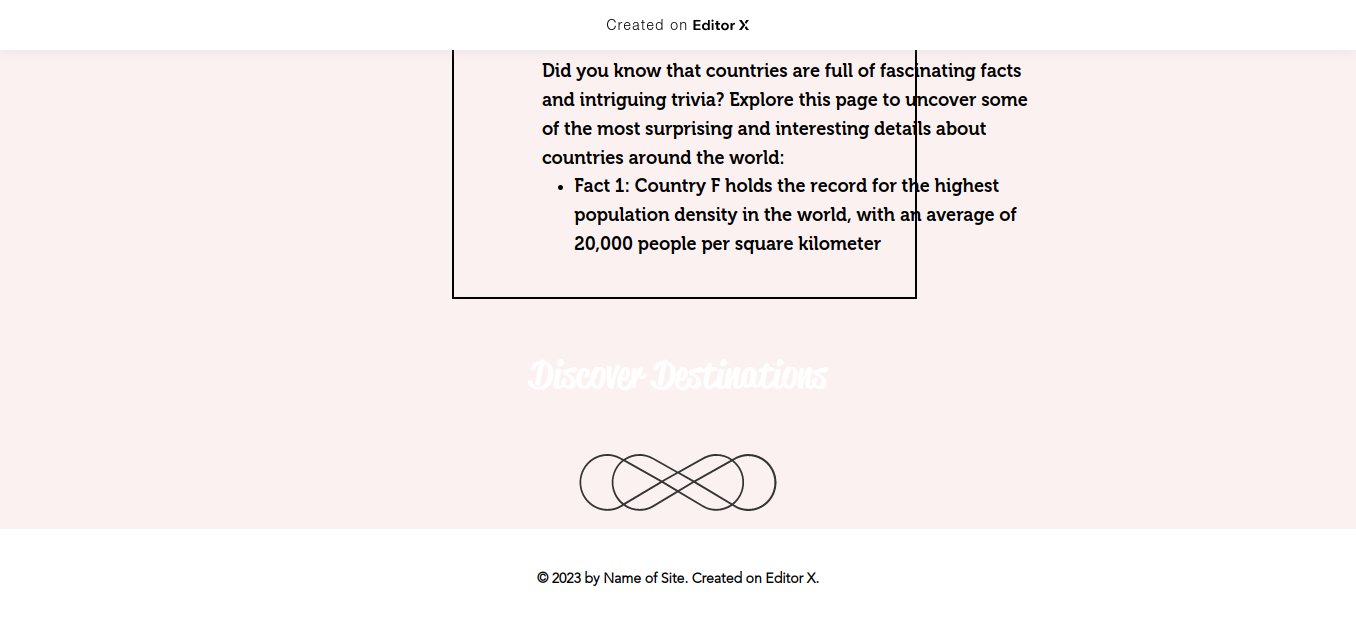 Created on Editor X
Did you know that countries are full of fascinating facts
and intriguing trivia? Explore this page to uncover some
of the most surprising and interesting details about
countries around the world:
• Fact 1: Country F holds the record for the highest
population density in the world, with an average of
20,000 people per square kilometer
Discover Destinations
© 2023 by Name of Site. Created on Editor X.